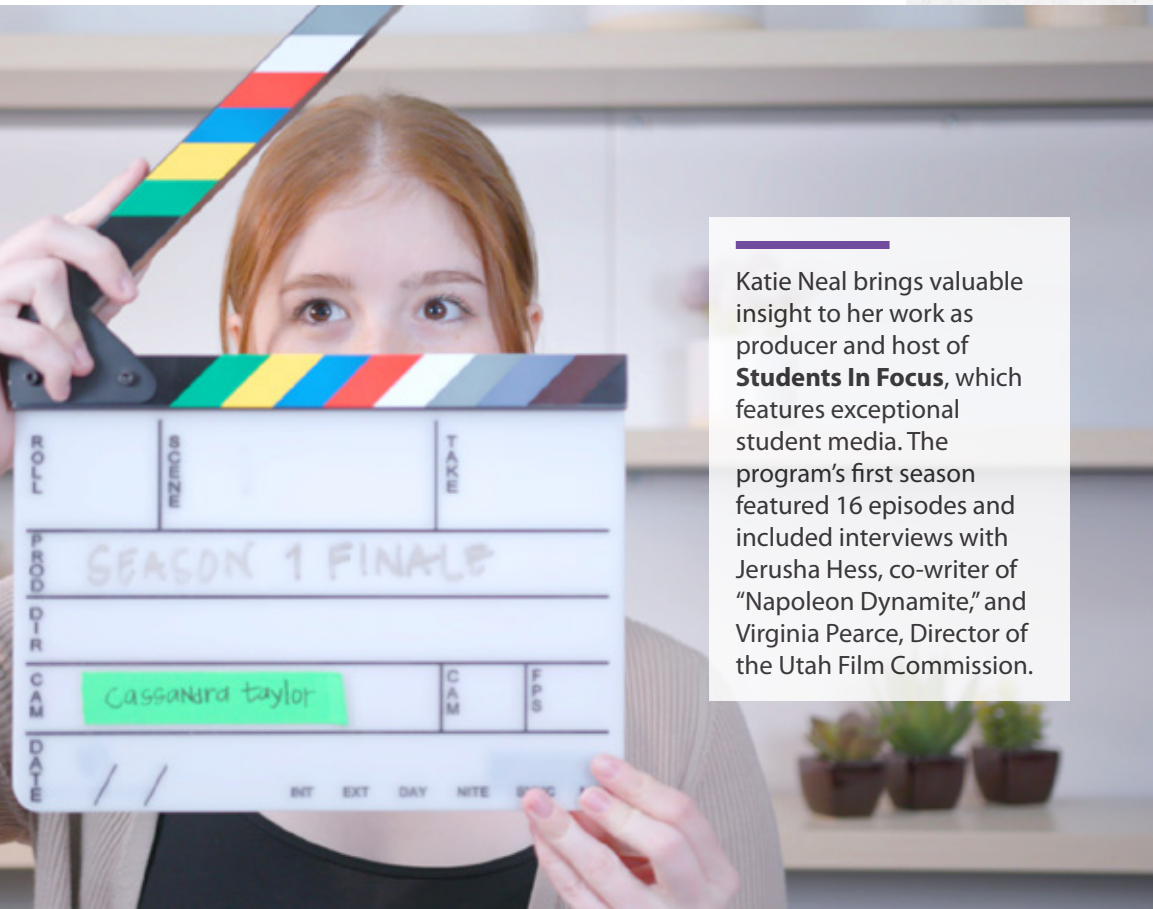 ROLL
SCENE
TAKE
PROD
SEASON 1 FINALE
DIR
CAM
cassandra taylor
CAM
FPS
DATE
/ /
INT EXT DAY NITE
Katie Neal brings valuable
insight to her work as
producer and host of
Students In Focus, which
features exceptional
student media. The
program’s first season
featured 16 episodes and
included interviews with
Jerusha Hess, co-writer of
“Napoleon Dynamite,” and
Virginia Pearce, Director of
the Utah Film Commission.